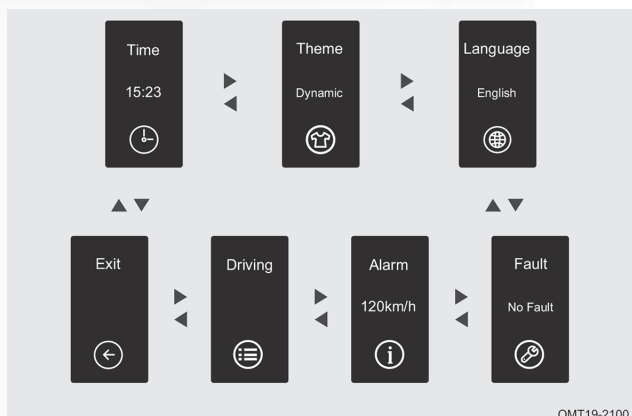 Time
15:23
Theme
Dynamic
Language
English
Exit
Driving
Alarm
120km/h
Fault
No Fault
OMT19-2100